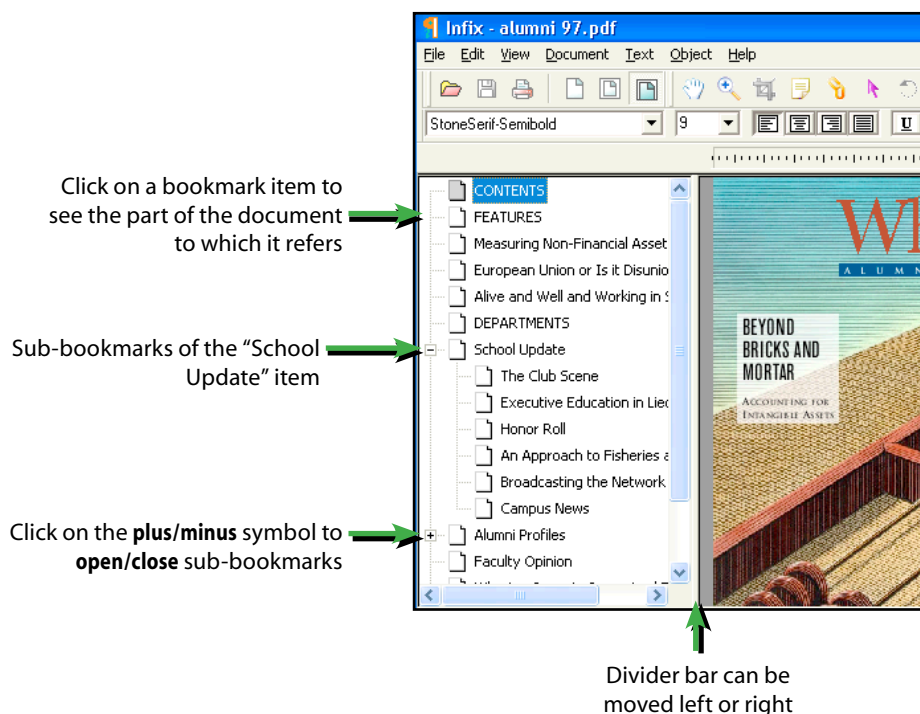 Infix - alumni 97.pdf
File Edit View Document Text Object Help
StoneSerif-Semibold 9 U
Click on a bookmark item to
see the part of the document
to which it refers
Sub-bookmarks of the “School
Update” item
Click on the plus/minus symbol to
open/close sub-bookmarks
CONTENTS
FEATURES
Measuring Non-Financial Asset
European Union or Is it Disunio
Alive and Well and Working in
DEPARTMENTS
School Update
The Club Scene
Executive Education in Liec
Honor Roll
An Approach to Fisheries a
Broadcasting the Network
Campus News
Alumni Profiles
Faculty Opinion
ALUMN
BEYOND
BRICKS AND
MORTAR
ACCOUNTING FOR
INTANGIBLE ASSETS
Divider bar can be
moved left or right